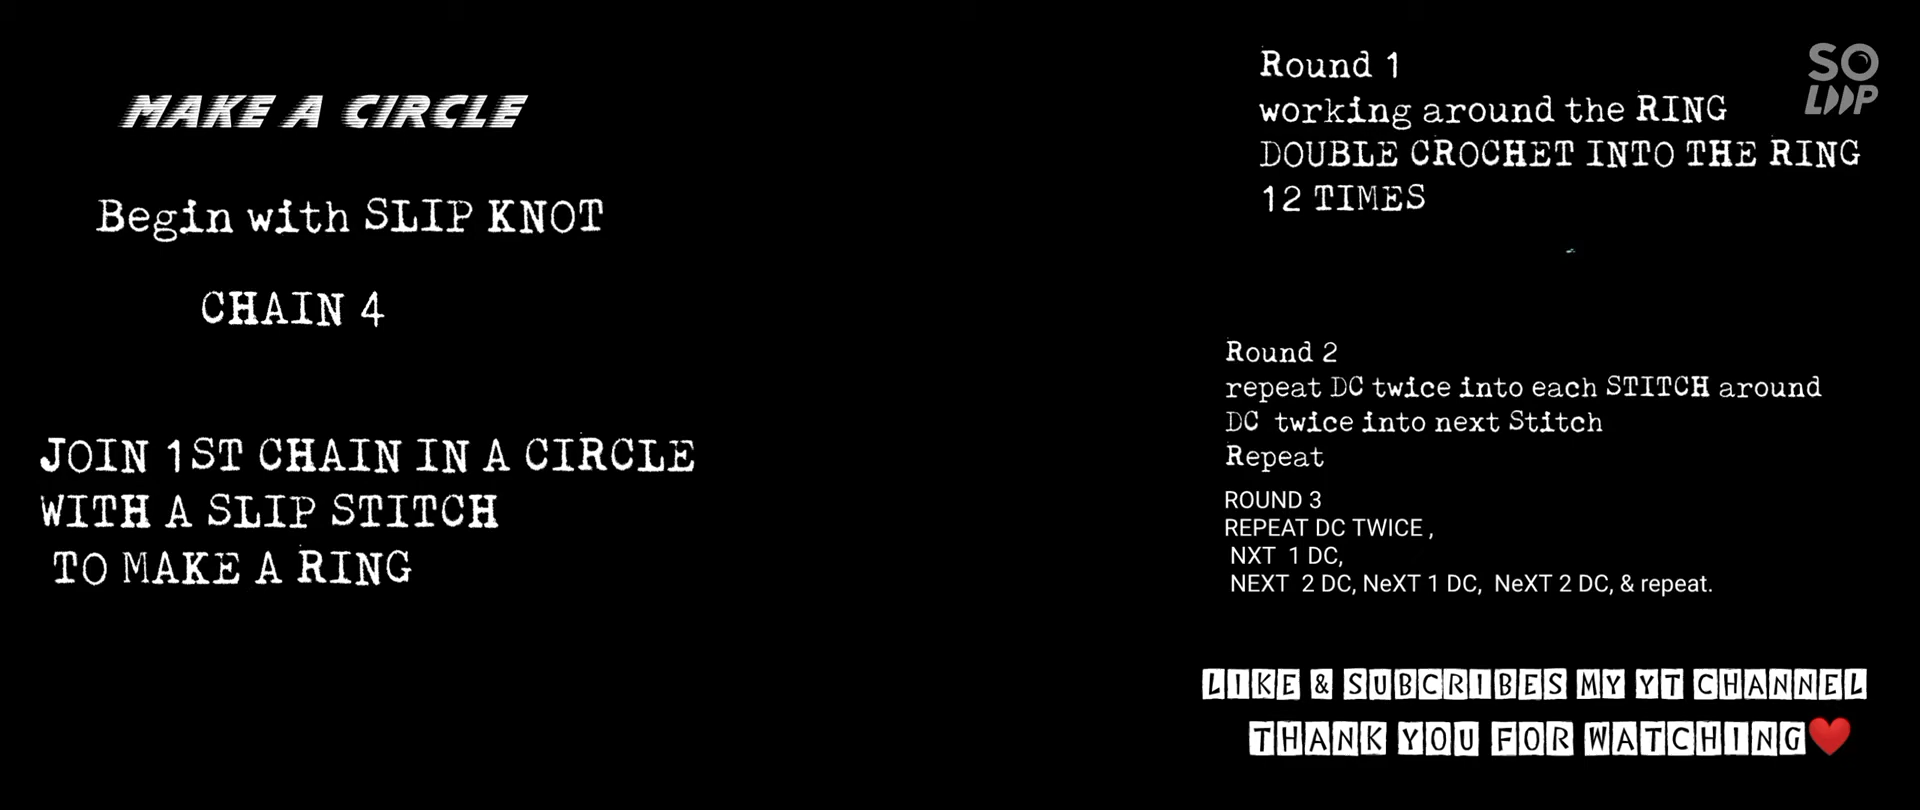 MAKE A CIRCLE
Begin with SLIP KNOT
CHAIN 4
JOIN 1ST CHAIN IN A CIRCLE
WITH A SLIP STITCH
TO MAKE A RING
SOLOOP
Round 1
working around the RING
DOUBLE CROCHET INTO THE RING
12 TIMES
Round 2
repeat DC twice into each STITCH around
DC twice into next Stitch
Repeat
ROUND 3
REPEAT DC TWICE ,
NXT 1 DC,
NEXT 2 DC, NeXT 1 DC, NeXT 2 DC, & repeat.
LIKE & SUBCRIBES MY YT CHANNEL
THANK YOU FOR WATCHING❤️